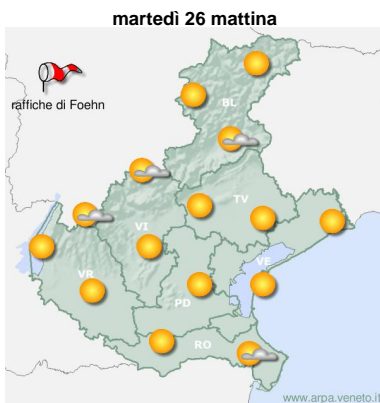 martedì 26 mattina
raffiche di Foehn
BL
TV
VI
VE
VR
PD
RO
www.arpa.veneto.it